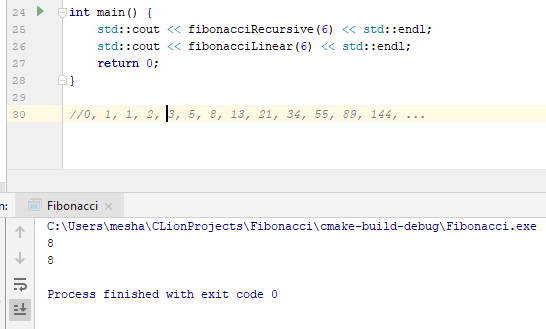 24 int main() {
25 std::cout << fibonacciRecursive(6) << std::endl;
26 std::cout << fibonacciLinear(6) << std::endl;
27 return 0;
28 }
29
30 //0, 1, 1, 2, 3, 5, 8, 13, 21, 34, 55, 89, 144, ...
n: Fibonacci ×
C:\Users\mesha\CLionProjects\Fibonacci\cmake-build-debug\Fibonacci.exe
8
8
Process finished with exit code 0